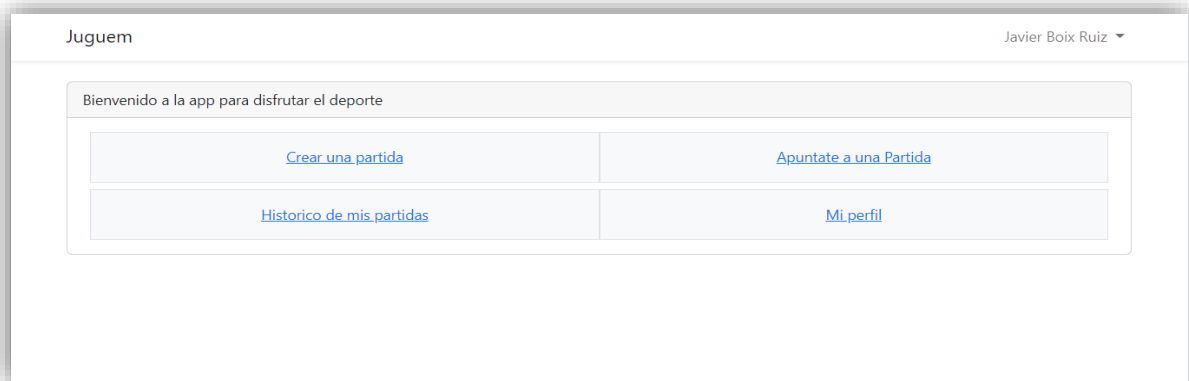 Juguem
Javier Boix Ruiz
Bienvenido a la app para disfrutar el deporte
Crear una partida
Apuntate a una Partida
Historico de mis partidas
Mi perfil